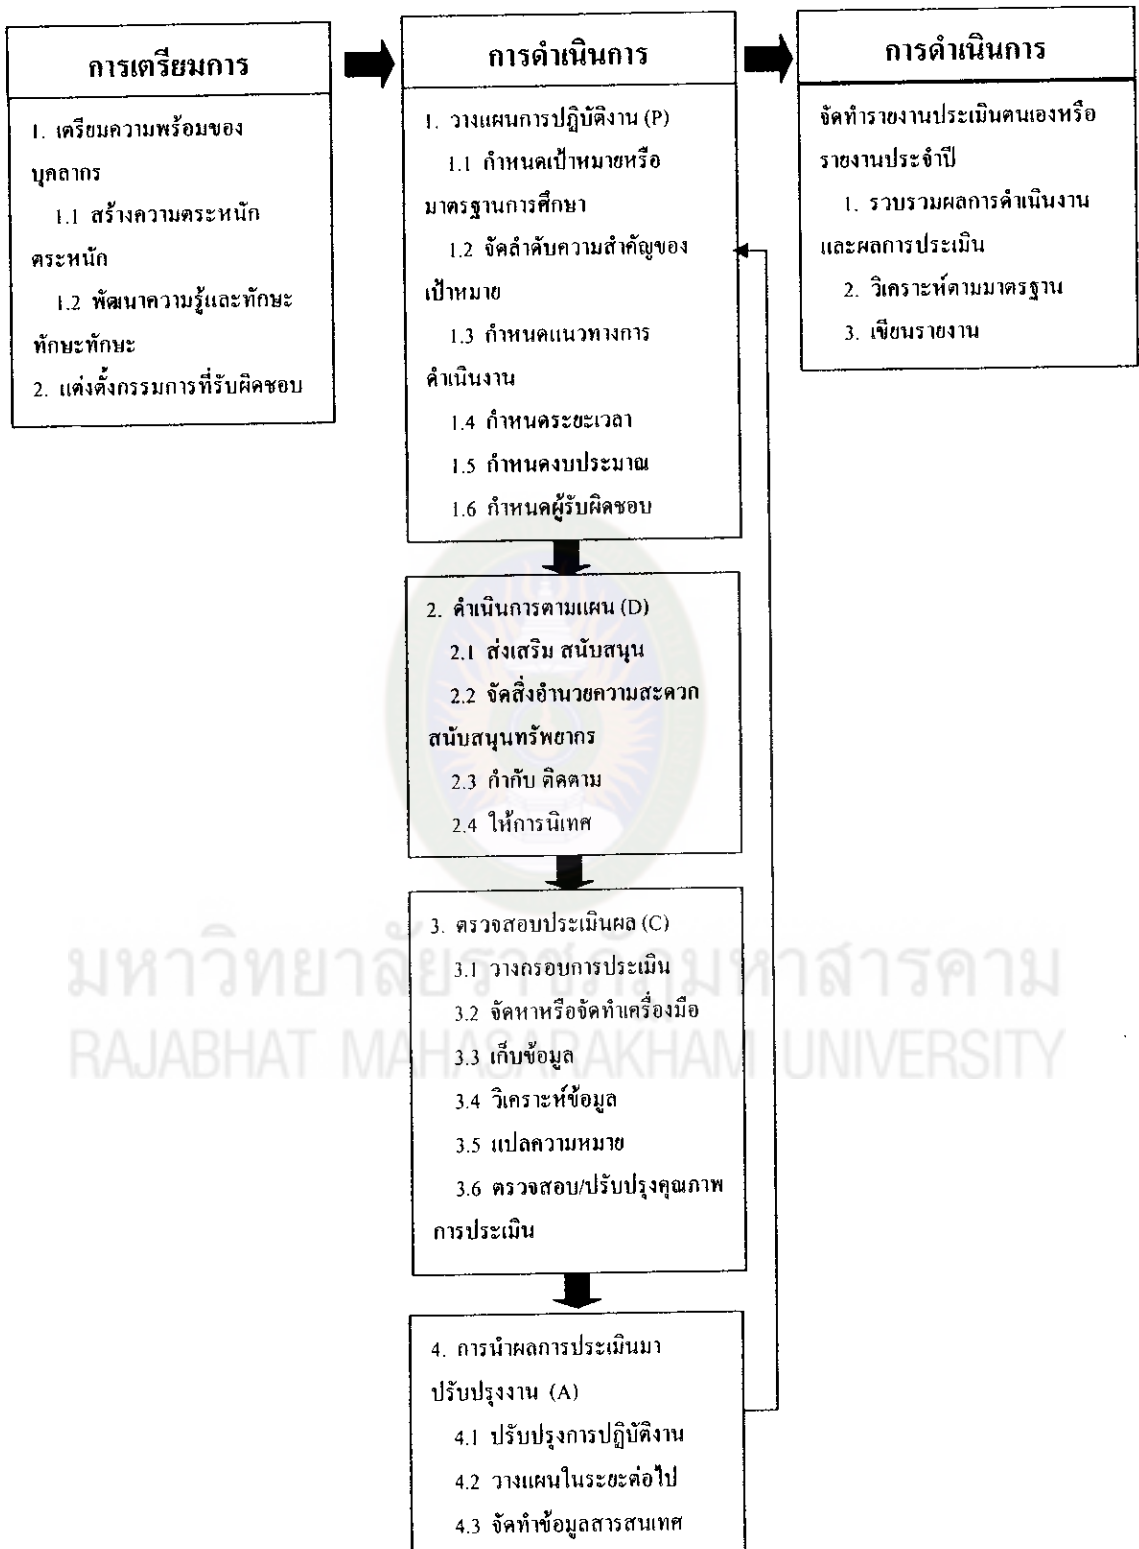 การเตรียมการ
1. เตรียมความพร้อมของ
บุคลากร
1.1 สร้างความตระหนัก
ตระหนัก
1.2 พัฒนาความรู้และทักษะ
ทักษะทักษะ
2. แต่งตั้งกรรมการที่รับผิดชอบ
การดำเนินการ
1. วางแผนการปฏิบัติงาน (P)
1.1 กำหนดเป้าหมายหรือ
มาตรฐานการศึกษา
1.2 จัดลำดับความสำคัญของ
เป้าหมาย
1.3 กำหนดแนวทางการ
ดำเนินงาน
1.4 กำหนดระยะเวลา
1.5 กำหนดงบประมาณ
1.6 กำหนดผู้รับผิดชอบ
2. ดำเนินการตามแผน (D)
2.1 ส่งเสริม สนับสนุน
2.2 จัดสิ่งอำนวยความสะดวก
สนับสนุนทรัพยากร
2.3 กำกับ ติดตาม
2.4 ให้การนิเทศ
3. ตรวจสอบประเมินผล (C)
3.1 วางกรอบการประเมิน
3.2 จัดหาหรือจัดทำเครื่องมือ
3.3 เก็บข้อมูล
3.4 วิเคราะห์ข้อมูล
3.5 แปลความหมาย
3.6 ตรวจสอบ/ปรับปรุงคุณภาพ
การประเมิน
4. การนำผลการประเมินมา
ปรับปรุงงาน (A)
4.1 ปรับปรุงการปฏิบัติงาน
4.2 วางแผนในระยะต่อไป
4.3 จัดทำข้อมูลสารสนเทศ
การดำเนินการ
จัดทำรายงานประเมินตนเองหรือ
รายงานประจำปี
1. รวบรวมผลการดำเนินงาน
และผลการประเมิน
2. วิเคราะห์ตามมาตรฐาน
3. เขียนรายงาน
มหาวิทยาลัยราชภัฏมหาสารคาม
RAJABHAT MAHASARAKHAM UNIVERSITY